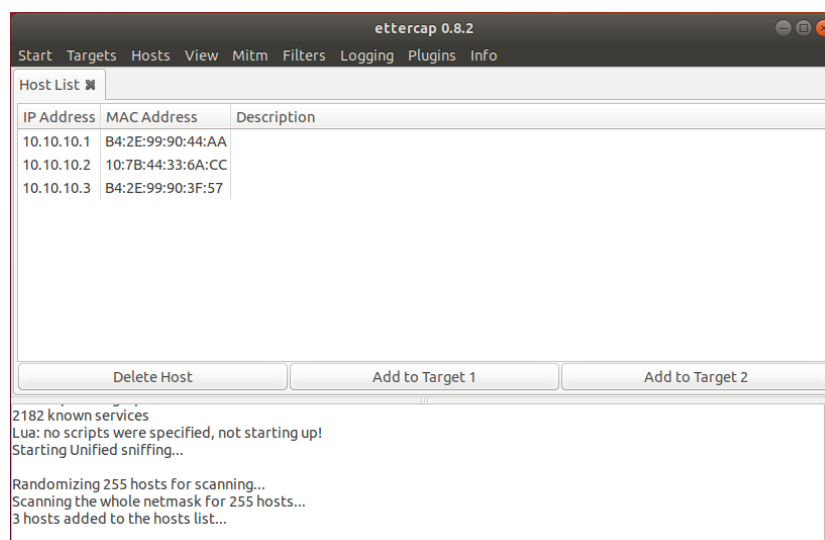 ettercap 0.8.2
Start Targets Hosts View Mitm Filters Logging Plugins Info
Host List
IP Address MAC Address Description
10.10.10.1 B4:2E:99:90:44:AA
10.10.10.2 10:7B:44:33:6A:CC
10.10.10.3 B4:2E:99:90:3F:57
Delete Host Add to Target 1 Add to Target 2
2182 known services
Lua: no scripts were specified, not starting up!
Starting Unified sniffing...
Randomizing 255 hosts for scanning...
Scanning the whole netmask for 255 hosts...
3 hosts added to the hosts list...